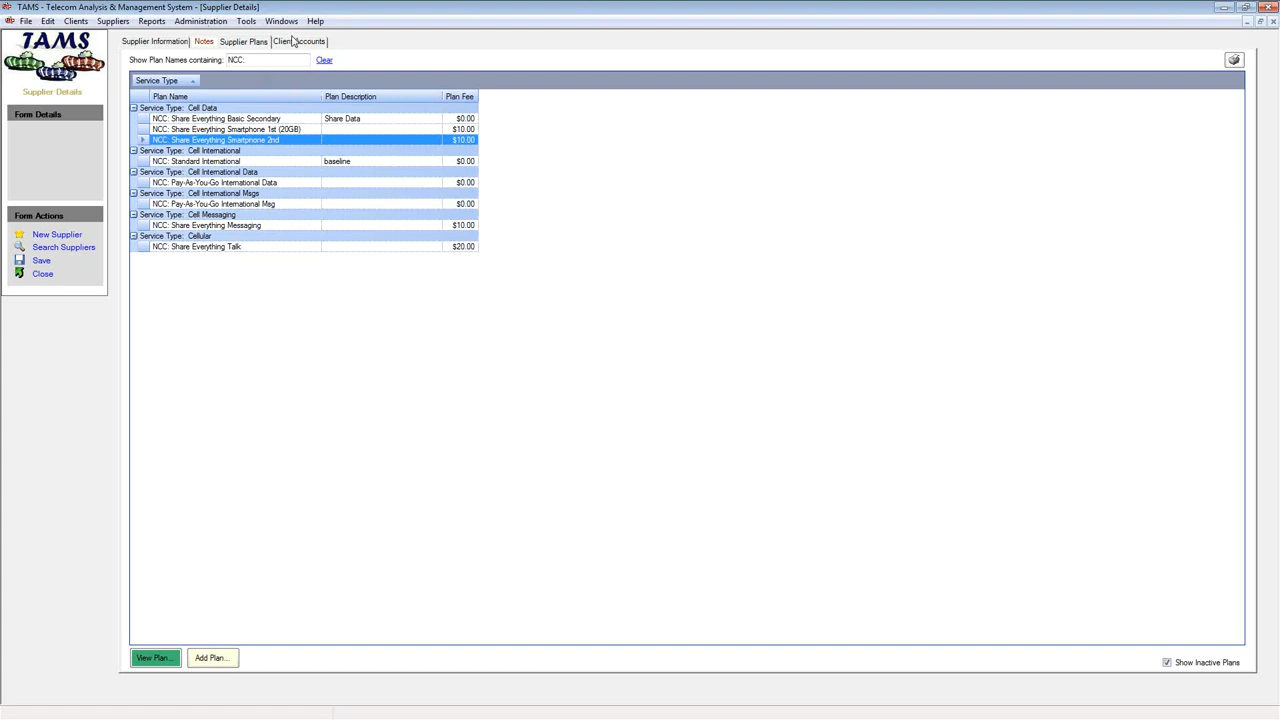 TAMS - Telecom Analysis & Management System - [Supplier Details]
File Edit Clients Suppliers Reports Administration Tools Windows Help
TAMS
Supplier Details
Form Details
Form Actions
New Supplier
Search Suppliers
Save
Close
Supplier Information Notes Supplier Plans Client Accounts
Show Plan Names containing: NCC: Clear
Service Type
Plan Name Plan Description Plan Fee
Service Type: Cell Data
NCC: Share Everything Basic Secondary Share Data $0.00
NCC: Share Everything Smartphone 1st (20GB) $10.00
NCC: Share Everything Smartpnone 2nd $10.00
Service Type: Cell International
NCC: Standard International baseline $0.00
Service Type: Cell International Data
NCC: Pay-As-You-Go International Data $0.00
Service Type: Cell International Msgs
NCC: Pay-As-You-Go International Msg $0.00
Service Type: Cell Messaging
NCC: Share Everything Messaging $10.00
Service Type: Cellular
NCC: Share Everything Talk $20.00
View Plan... Add Plan... Show Inactive Plans